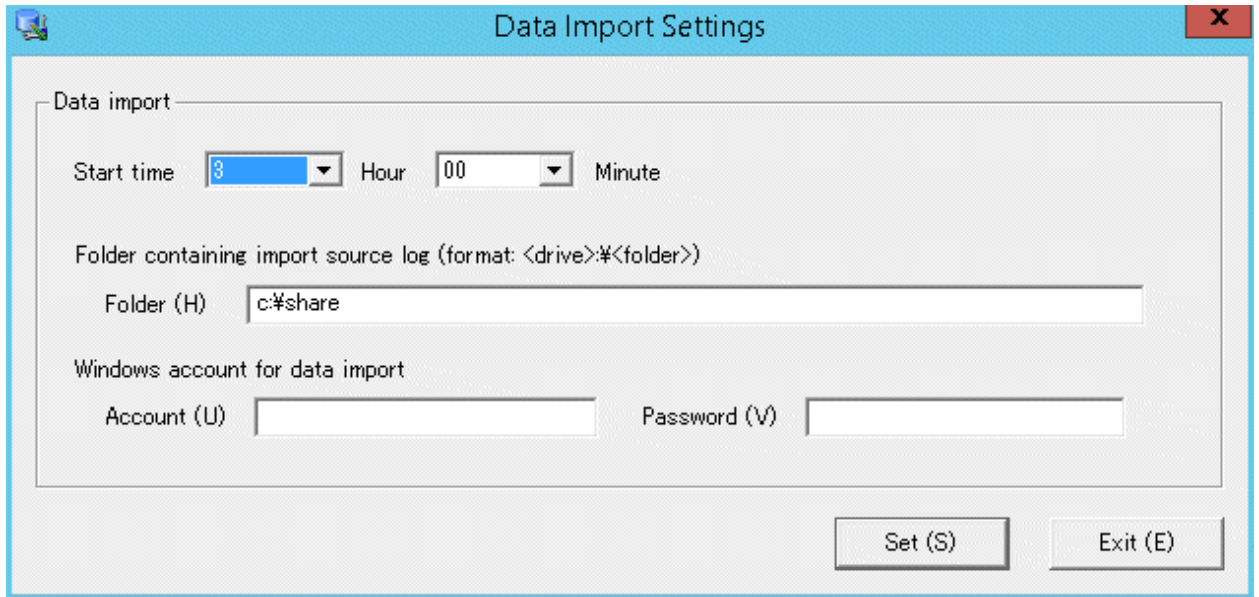 Data Import Settings
x
Data import
Start time 3 Hour 00 Minute
Folder containing import source log (format: <drive>:¥<folder>)
Folder (H) c:¥share
Windows account for data import
Account (U) Password (V)
Set (S) Exit (E)